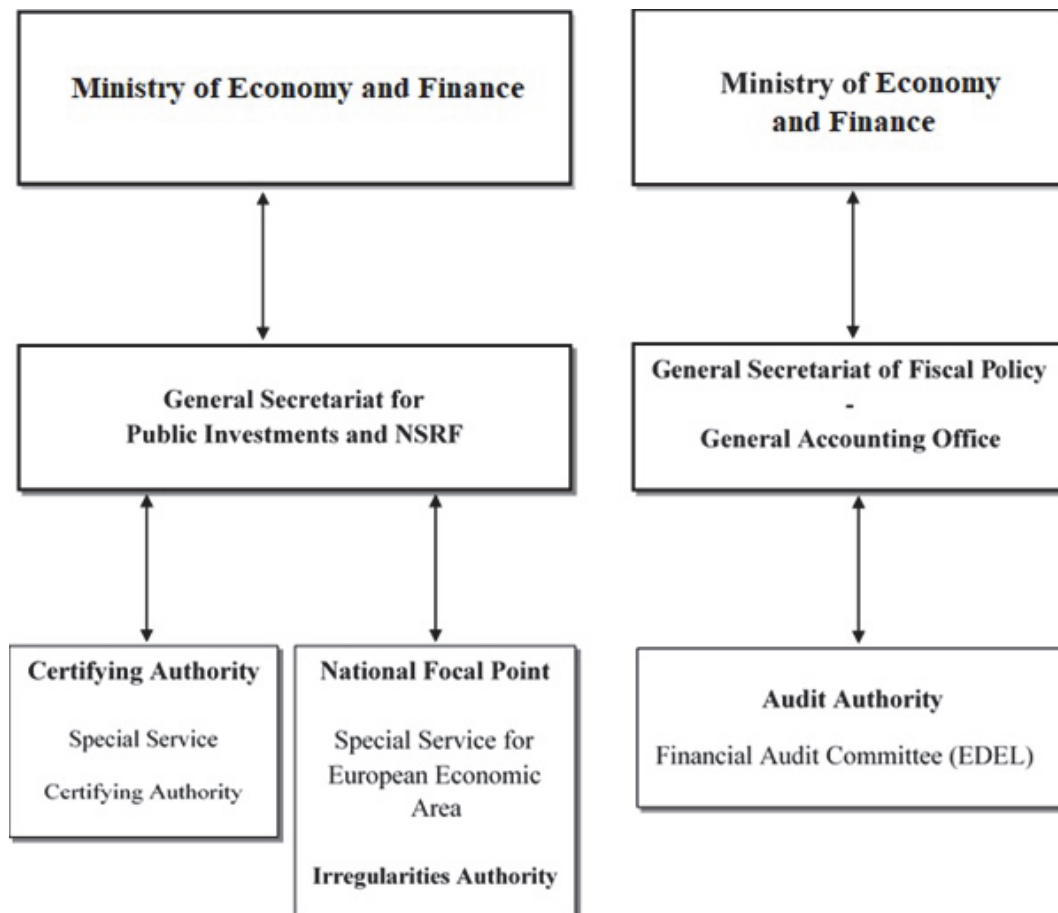 Ministry of Economy and Finance
Ministry of Economy
and Finance
General Secretariat for
Public Investments and NSRF
General Secretariat of Fiscal Policy
-
General Accounting Office
Certifying Authority
Special Service
Certifying Authority
National Focal Point
Special Service for
European Economic
Area
Irregularities Authority
Audit Authority
Financial Audit Committee (EDEL)